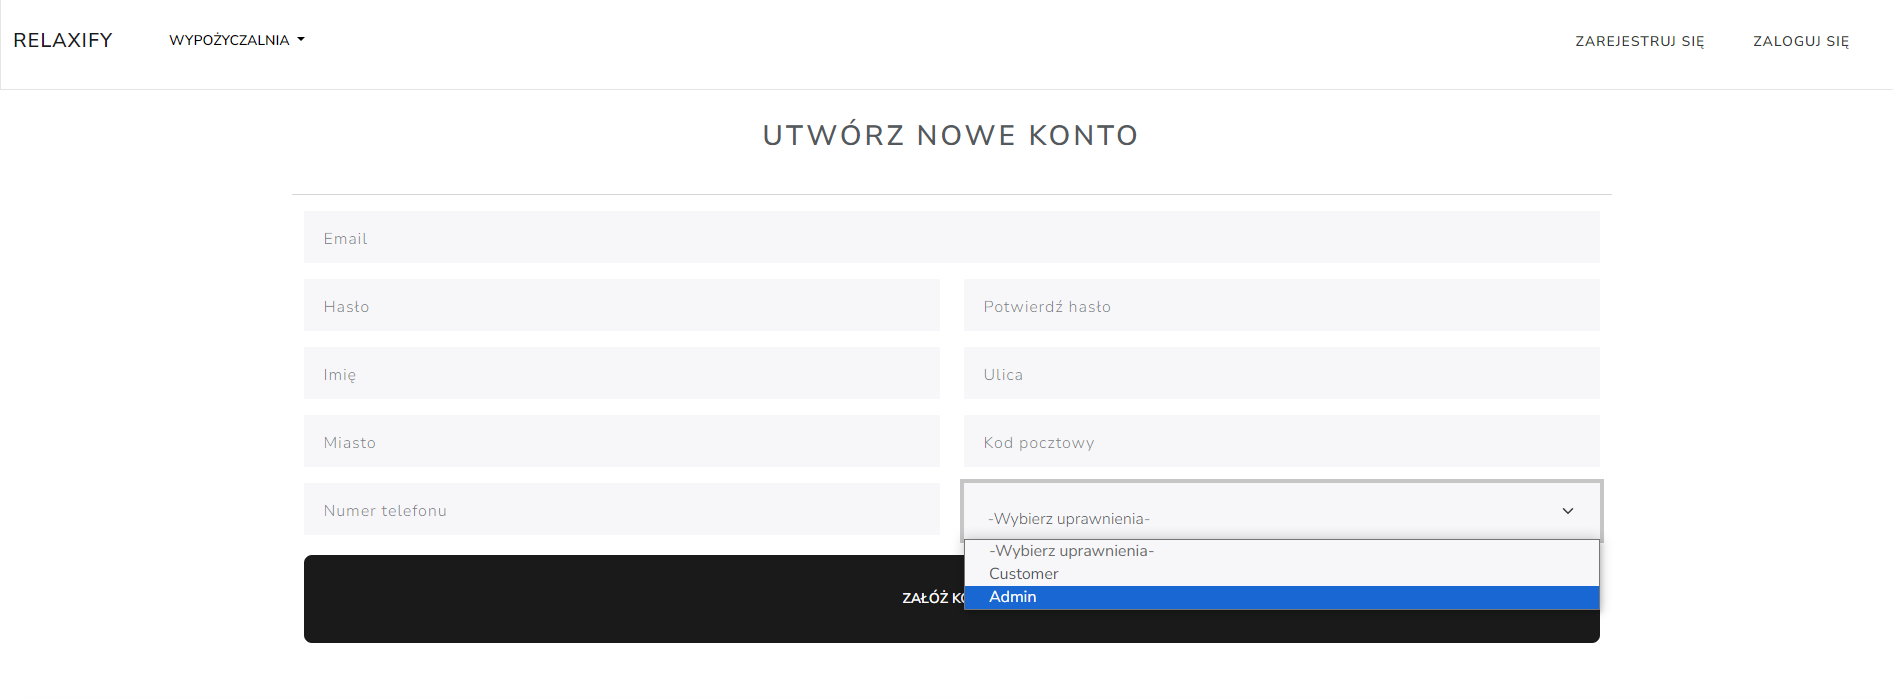 RELAXIFY
WYPOŻYCZALNIA
ZAREJESTRUJ SIĘ
ZALOGUJ SIĘ
UTWÓRZ NOWE KONTO
Email
Hasło
Potwierdź hasło
Imię
Ulica
Miasto
Kod pocztowy
Numer telefonu
-Wybierz uprawnienia-
-Wybierz uprawnienia-
Customer
Admin
ZAŁÓŻ